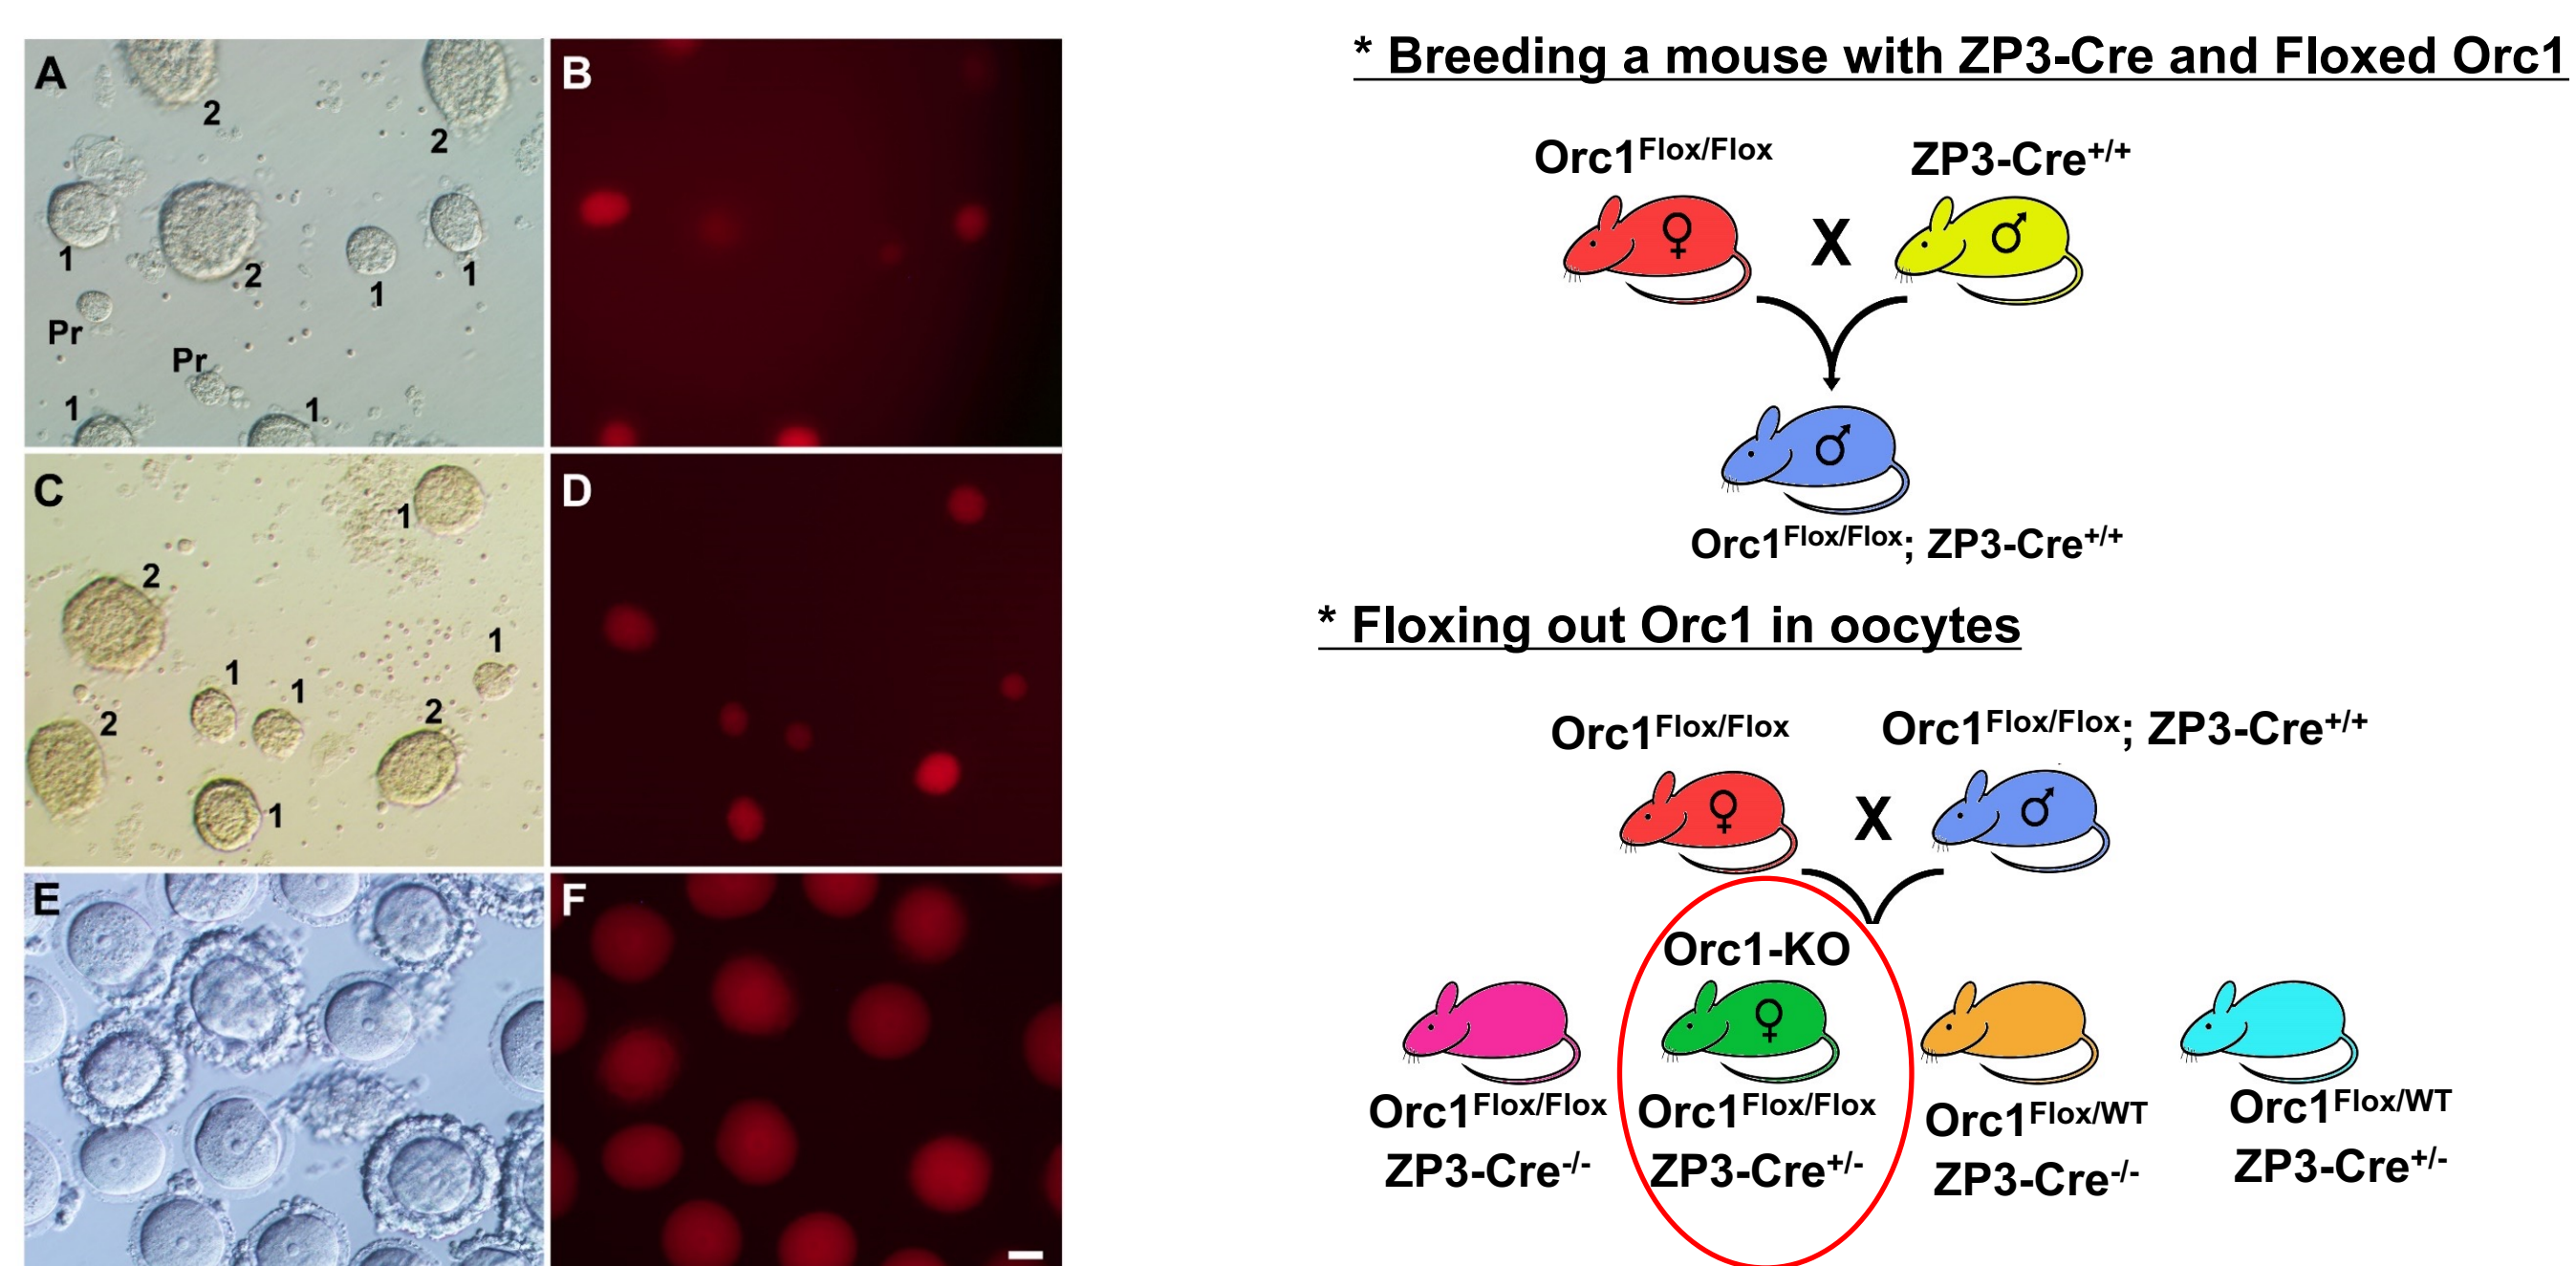 A
2
2
1
2
1
1
Pr
Pr
1
1
B
C
1
2
1
1
1
2
2
1
D
E
F
* Breeding a mouse with ZP3-Cre and Floxed Orc1
Orc1Flox/Flox
ZP3-Cre+/+
♀
X
♂
♂
Orc1Flox/Flox; ZP3-Cre+/+
* Floxing out Orc1 in oocytes
Orc1Flox/Flox
Orc1Flox/Flox; ZP3-Cre+/+
♀
X
♂
Orc1-KO
♀
Orc1Flox/Flox
ZP3-Cre-/-
Orc1Flox/Flox
ZP3-Cre+/-
Orc1Flox/WT
ZP3-Cre-/-
Orc1Flox/WT
ZP3-Cre+/-